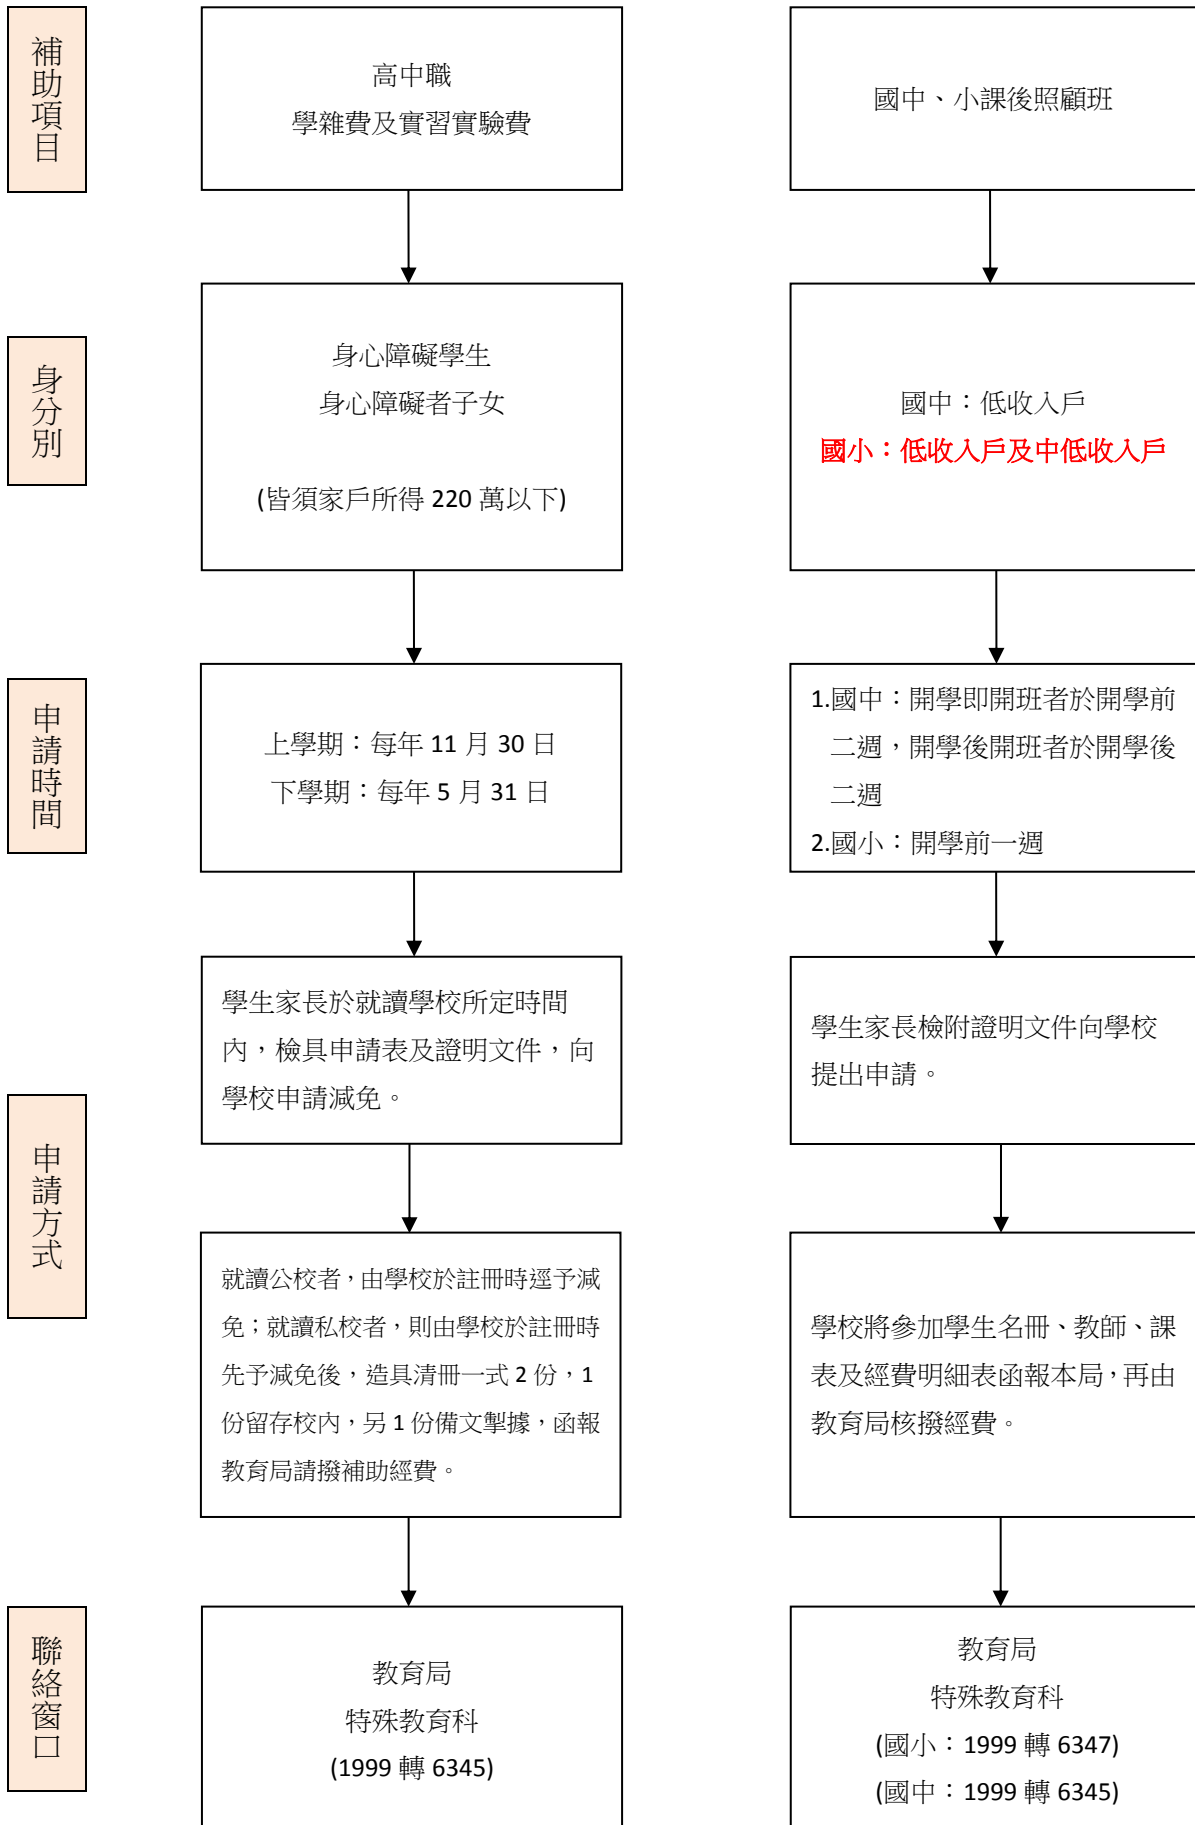 補助項目
高中職
學雜費及實習實驗費
國中、小課後照顧班
身分別
身心障礙學生
身心障礙者子女
(皆須家戶所得 220 萬以下)
國中：低收入戶
國小：低收入戶及中低收入戶
申請時間
上學期：每年 11 月 30 日
下學期：每年 5 月 31 日
1.國中：開學即開班者於開學前
二週，開學後開班者於開學後
二週
2.國小：開學前一週
申請方式
學生家長於就讀學校所定時間
內，檢具申請表及證明文件，向
學校申請減免。
學生家長檢附證明文件向學校
提出申請。
就讀公校者，由學校於註冊時逕予減
免；就讀私校者，則由學校於註冊時
先予減免後，造具清冊一式 2 份，1
份留存校內，另 1 份備文掣據，函報
教育局請撥補助經費。
學校將參加學生名冊、教師、課
表及經費明細表函報本局，再由
教育局核撥經費。
聯絡窗口
教育局
特殊教育科
(1999 轉 6345)
教育局
特殊教育科
(國小：1999 轉 6347)
(國中：1999 轉 6345)